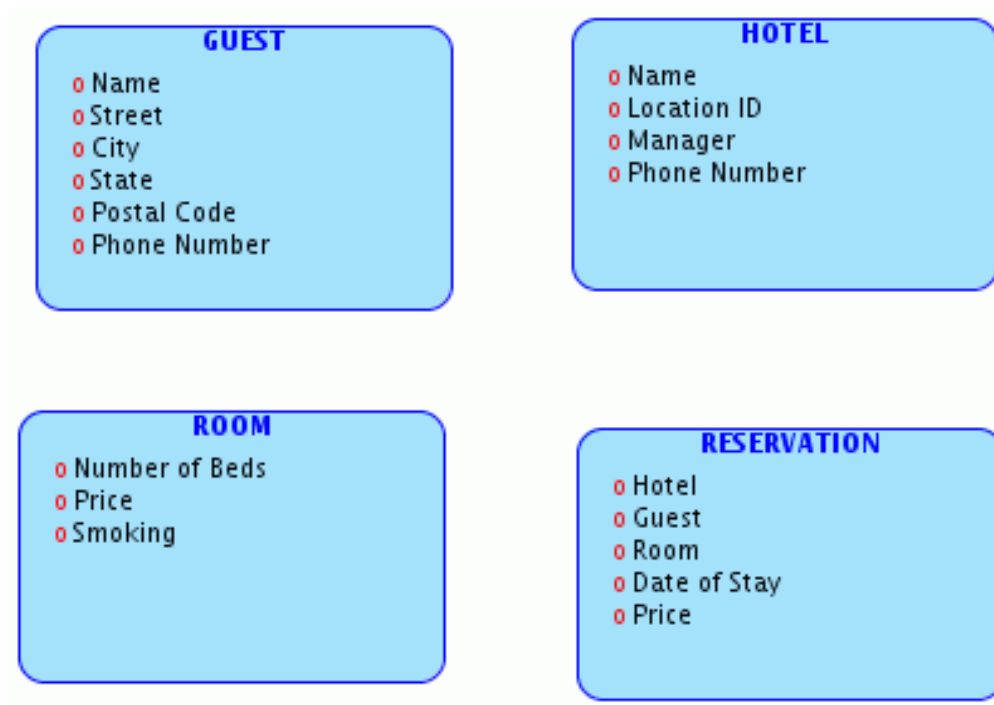 GUEST
o Name
o Street
o City
o State
o Postal Code
o Phone Number
HOTEL
o Name
o Location ID
o Manager
o Phone Number
ROOM
o Number of Beds
o Price
o Smoking
RESERVATION
o Hotel
o Guest
o Room
o Date of Stay
o Price